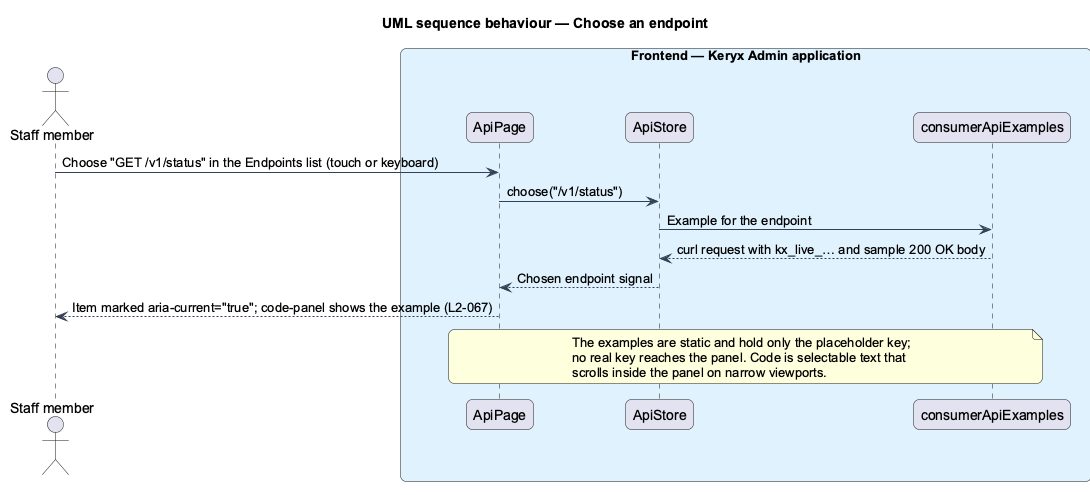 UML sequence behaviour — Choose an endpoint
Frontend — Keryx Admin application
Staff member
ApiPage
ApiStore
consumerApiExamples
Choose "GET /v1/status" in the Endpoints list (touch or keyboard)
choose("/v1/status")
Example for the endpoint
curl request with kx_live_… and sample 200 OK body
Chosen endpoint signal
Item marked aria-current="true"; code-panel shows the example (L2-067)
The examples are static and hold only the placeholder key;
no real key reaches the panel. Code is selectable text that
scrolls inside the panel on narrow viewports.
Staff member
ApiPage
ApiStore
consumerApiExamples